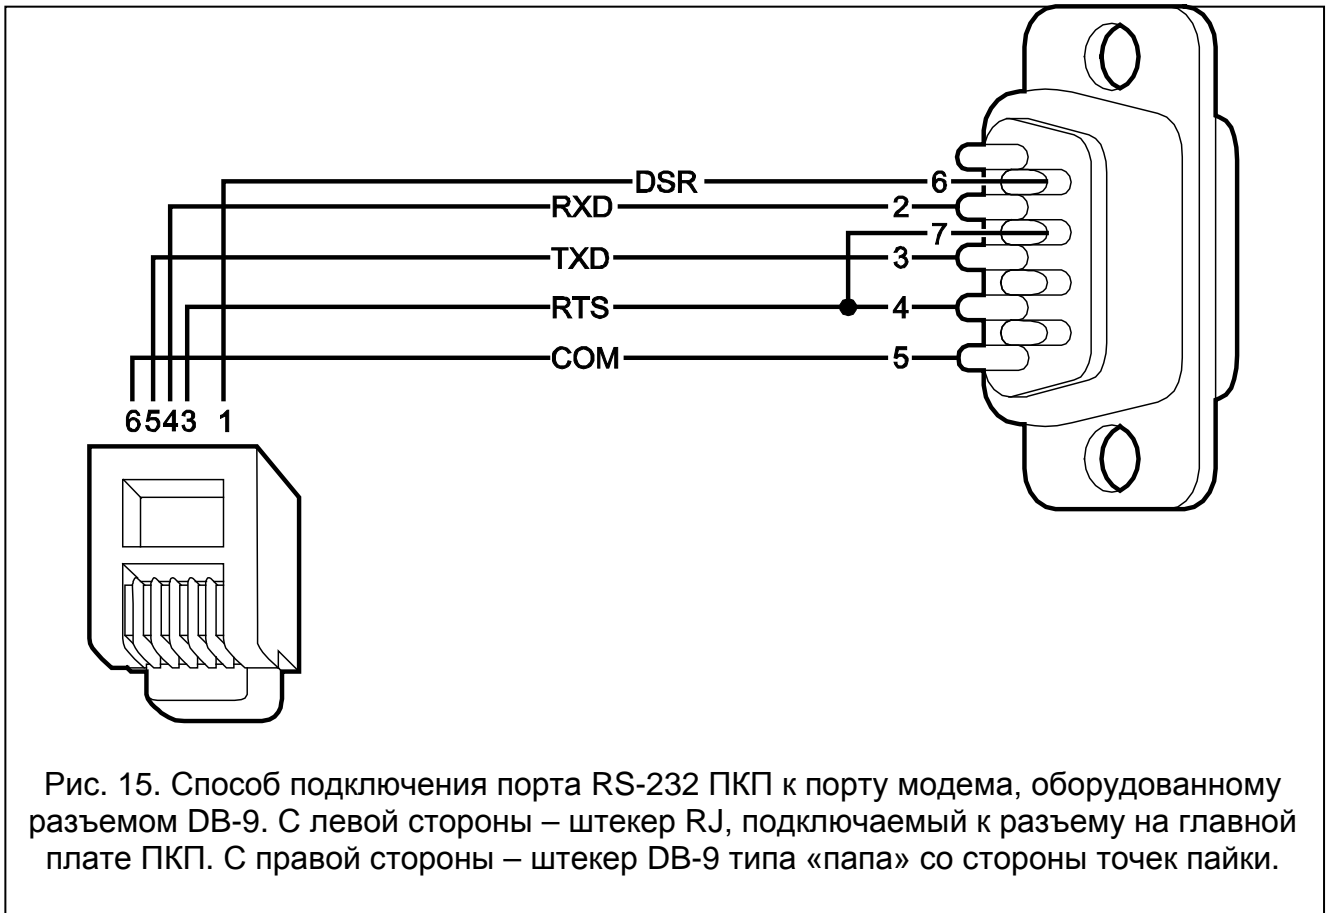 DSR 6
RXD 2
7
TXD 3
RTS 4
COM 5
6543 1
Рис. 15. Способ подключения порта RS-232 ПКП к порту модема, оборудованному
разъемом DB-9. С левой стороны – штекер RJ, подключаемый к разъему на главной
плате ПКП. С правой стороны – штекер DB-9 типа «папа» со стороны точек пайки.